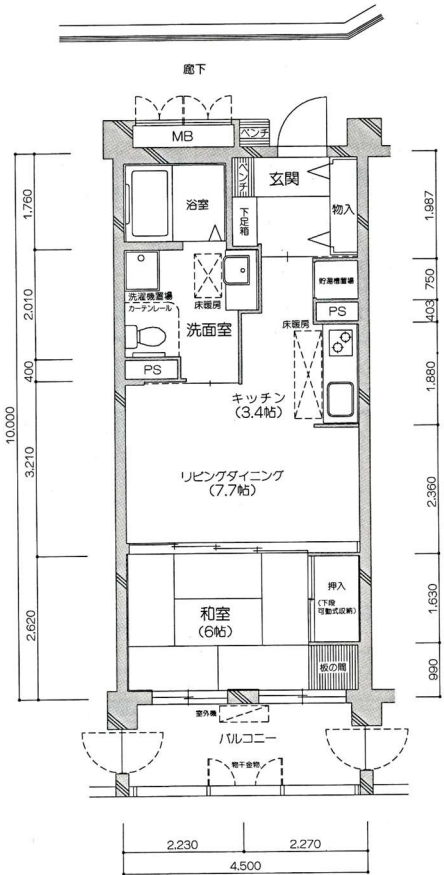 廊下
MB
ベンチ
ベンチ
玄関
浴室
下足箱
物入
洗濯機置場
カーテンレール
床暖房
洗面室
貯湯槽置場
PS
床暖房
PS
キッチン
(3.4帖)
リビングダイニング
(7.7帖)
和室
(6帖)
押入
(下段
可動式収納)
板の間
室外機
バルコニー
物干金物
10.000
1.760
2.010
400
3.210
2.620
1.987
750
403
1.880
2.360
1.630
990
2.230
2.270
4.500